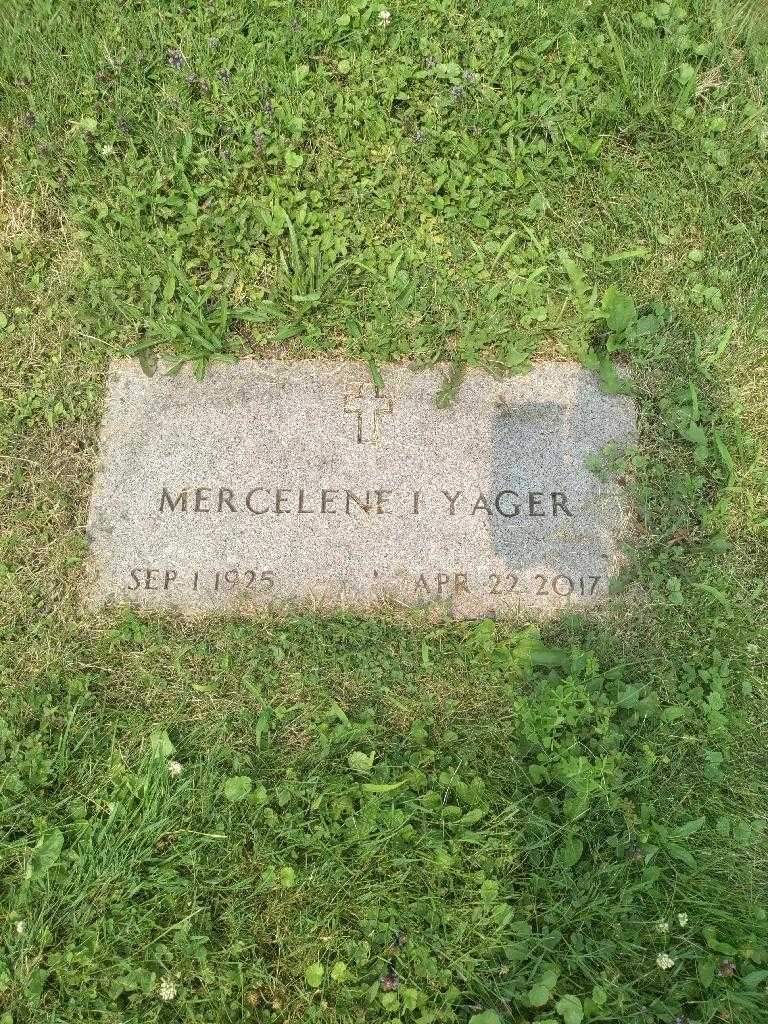 MERCELENE I YAGER
SEP 1 1925 APR 22 2017